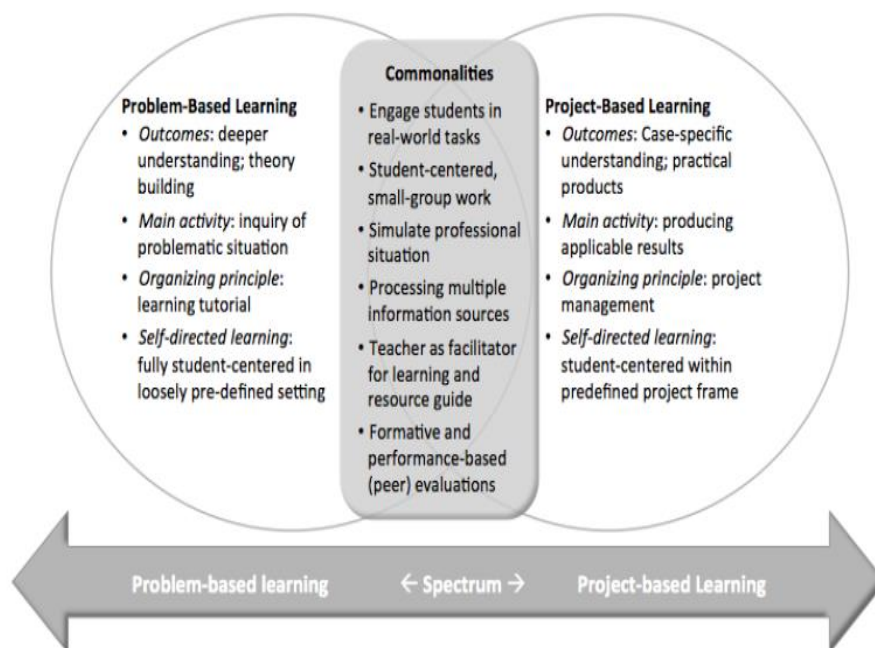 Problem-Based Learning
• Outcomes: deeper
understanding; theory
building
• Main activity: inquiry of
problematic situation
• Organizing principle:
learning tutorial
• Self-directed learning:
fully student-centered in
loosely pre-defined setting
Commonalities
• Engage students in
real-world tasks
• Student-centered,
small-group work
• Simulate professional
situation
• Processing multiple
information sources
• Teacher as facilitator
for learning and
resource guide
• Formative and
performance-based
(peer) evaluations
Project-Based Learning
• Outcomes: Case-specific
understanding; practical
products
• Main activity: producing
applicable results
• Organizing principle: project
management
• Self-directed learning:
student-centered within
predefined project frame
Problem-based learning ← Spectrum → Project-based Learning